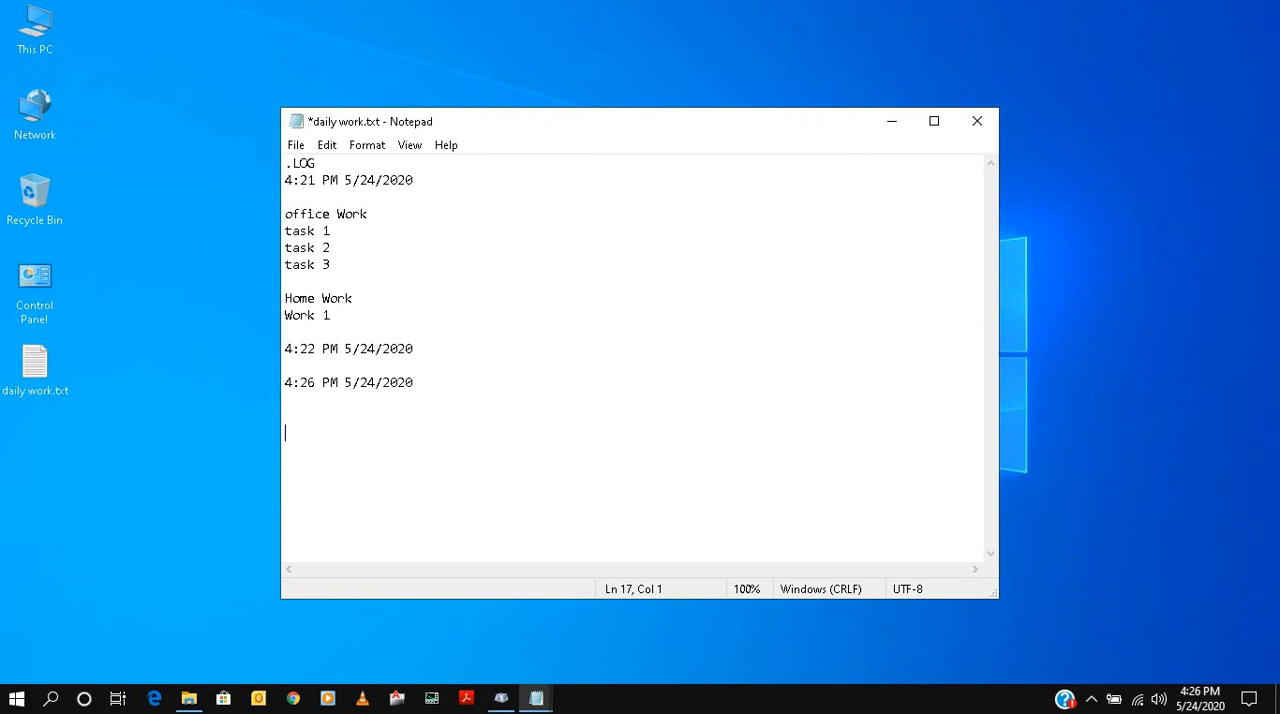 This PC
Network
Recycle Bin
Control
Panel
daily work.txt
*daily work.txt - Notepad
File Edit Format View Help
.LOG
4:21 PM 5/24/2020
office Work
task 1
task 2
task 3
Home Work
Work 1
4:22 PM 5/24/2020
4:26 PM 5/24/2020
Ln 17, Col 1 100% Windows (CRLF) UTF-8
4:26 PM
5/24/2020